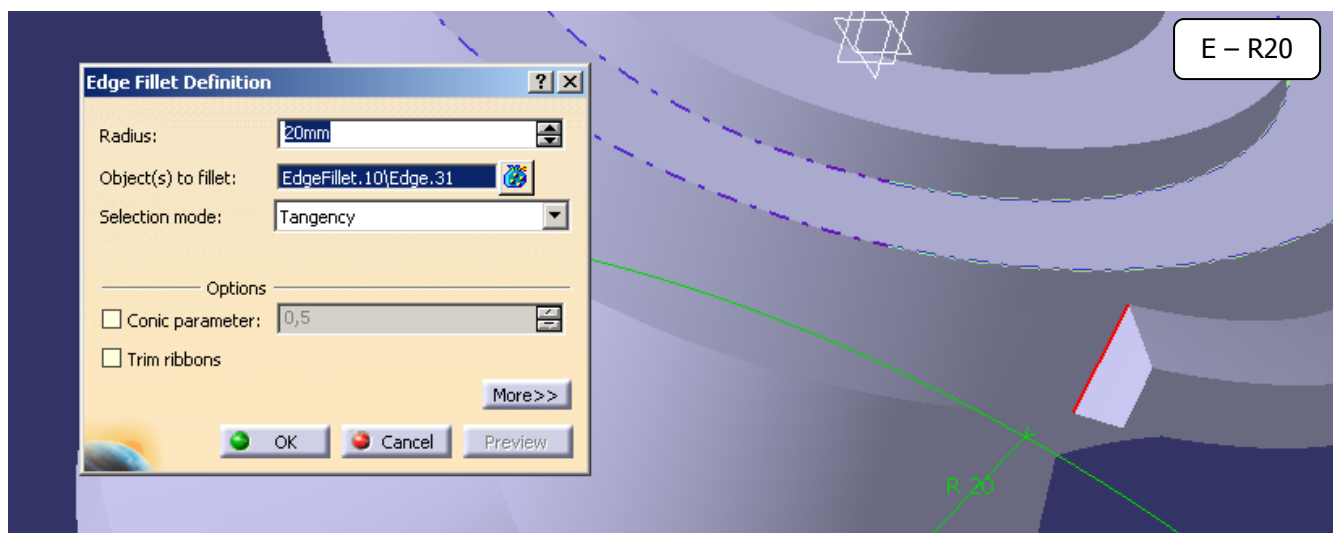 E – R20
Edge Fillet Definition
Radius: 20mm
Object(s) to fillet: EdgeFillet.10\Edge.31
Selection mode: Tangency
Options
Conic parameter: 0,5
Trim ribbons
More>>
OK Cancel Preview
R 20